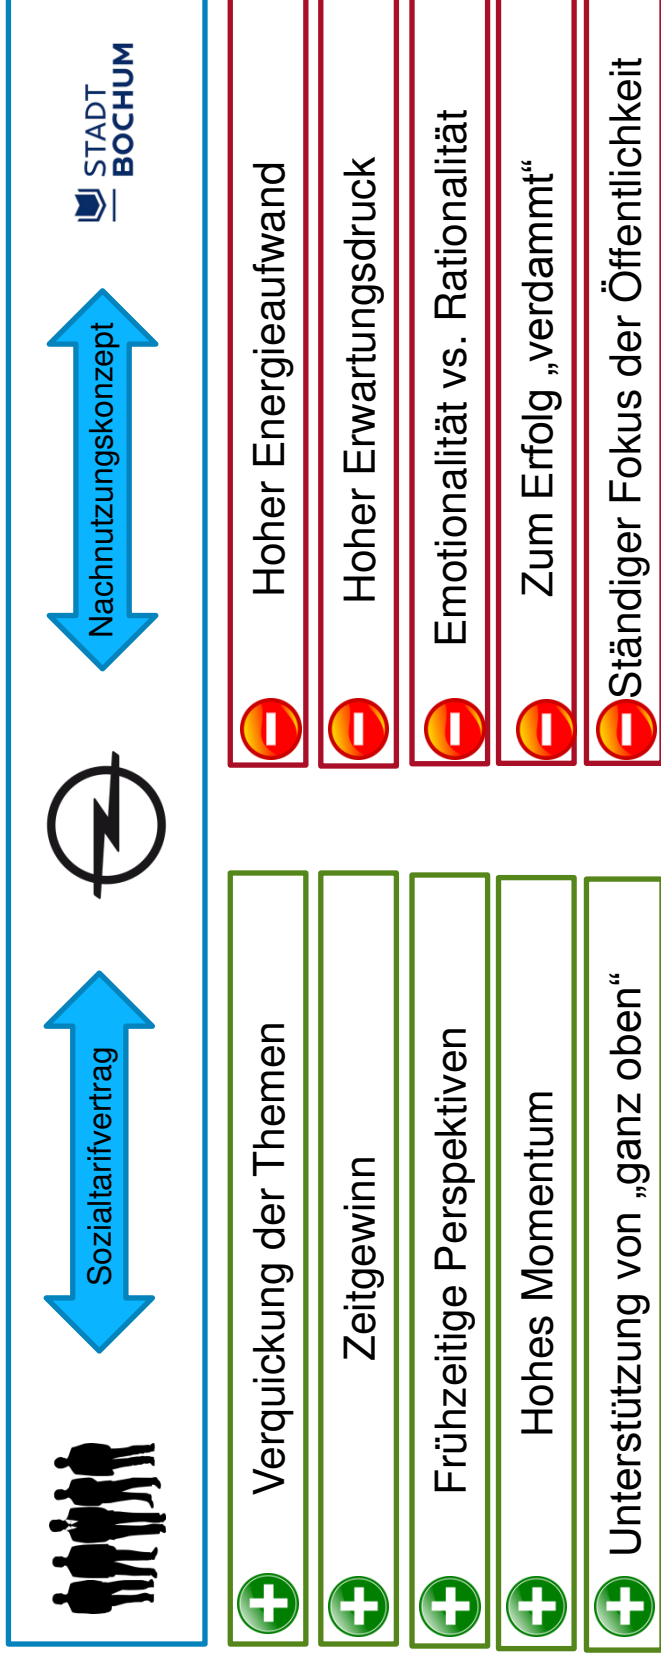 Sozialtarifvertrag
Nachnutzungskonzept
STADT
BOCHUM
Verquickung der Themen
Hoher Energieaufwand
Zeitgewinn
Hoher Erwartungsdruck
Frühzeitige Perspektiven
Emotionalität vs. Rationalität
Hohes Momentum
Zum Erfolg „verdammt“
Unterstützung von „ganz oben“
Ständiger Fokus der Öffentlichkeit